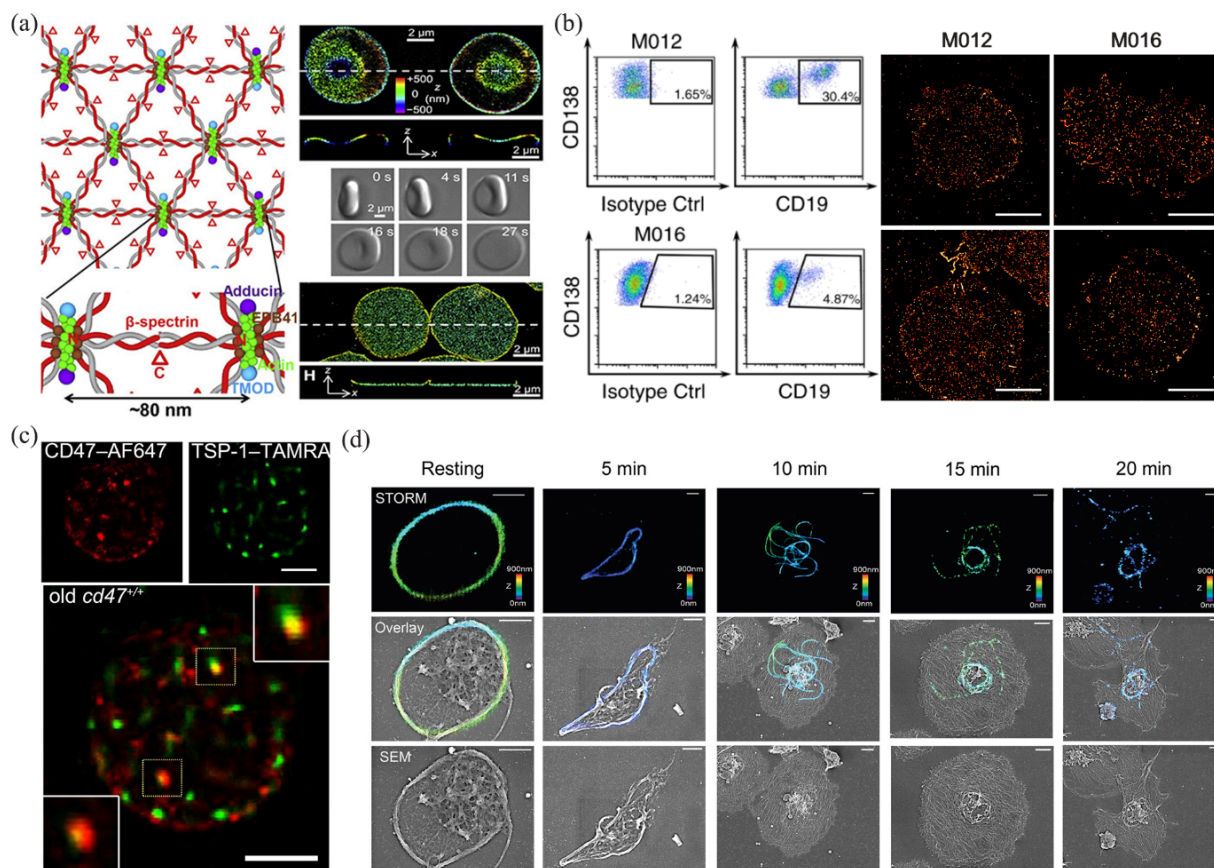 (a)
2 µm
+500
z
0
(nm)
−500
z
x
2 µm
0 s
4 s
11 s
2 µm
16 s
18 s
27 s
2 µm
H
z
x
2 µm
Adducin
EPB41
β-spectrin
N
N
C
Actin
TMOD
~80 nm
(b)
M012
CD138
1.65%
30.4%
Isotype Ctrl
CD19
M016
CD138
1.24%
4.87%
Isotype Ctrl
CD19
M012
M016
(c)
CD47–AF647
TSP-1–TAMRA
old cd47+/+
(d)
Resting
5 min
10 min
15 min
20 min
STORM
900nm
Z
0nm
900nm
Z
0nm
900nm
Z
0nm
900nm
Z
0nm
900nm
Z
0nm
Overlay
SEM